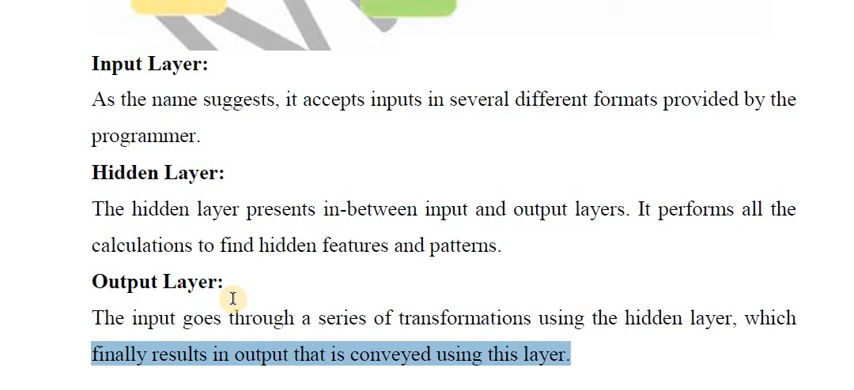 Input Layer:
As the name suggests, it accepts inputs in several different formats provided by the
programmer.
Hidden Layer:
The hidden layer presents in-between input and output layers. It performs all the
calculations to find hidden features and patterns.
Output Layer:
The input goes through a series of transformations using the hidden layer, which
finally results in output that is conveyed using this layer.